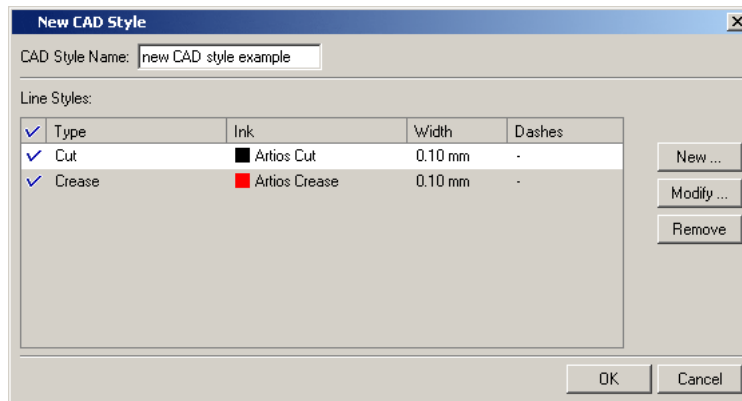 New CAD Style
CAD Style Name: new CAD style example
Line Styles:
Type Ink Width Dashes
Cut Artios Cut 0.10 mm -
Crease Artios Crease 0.10 mm -
New ...
Modify ...
Remove
OK Cancel